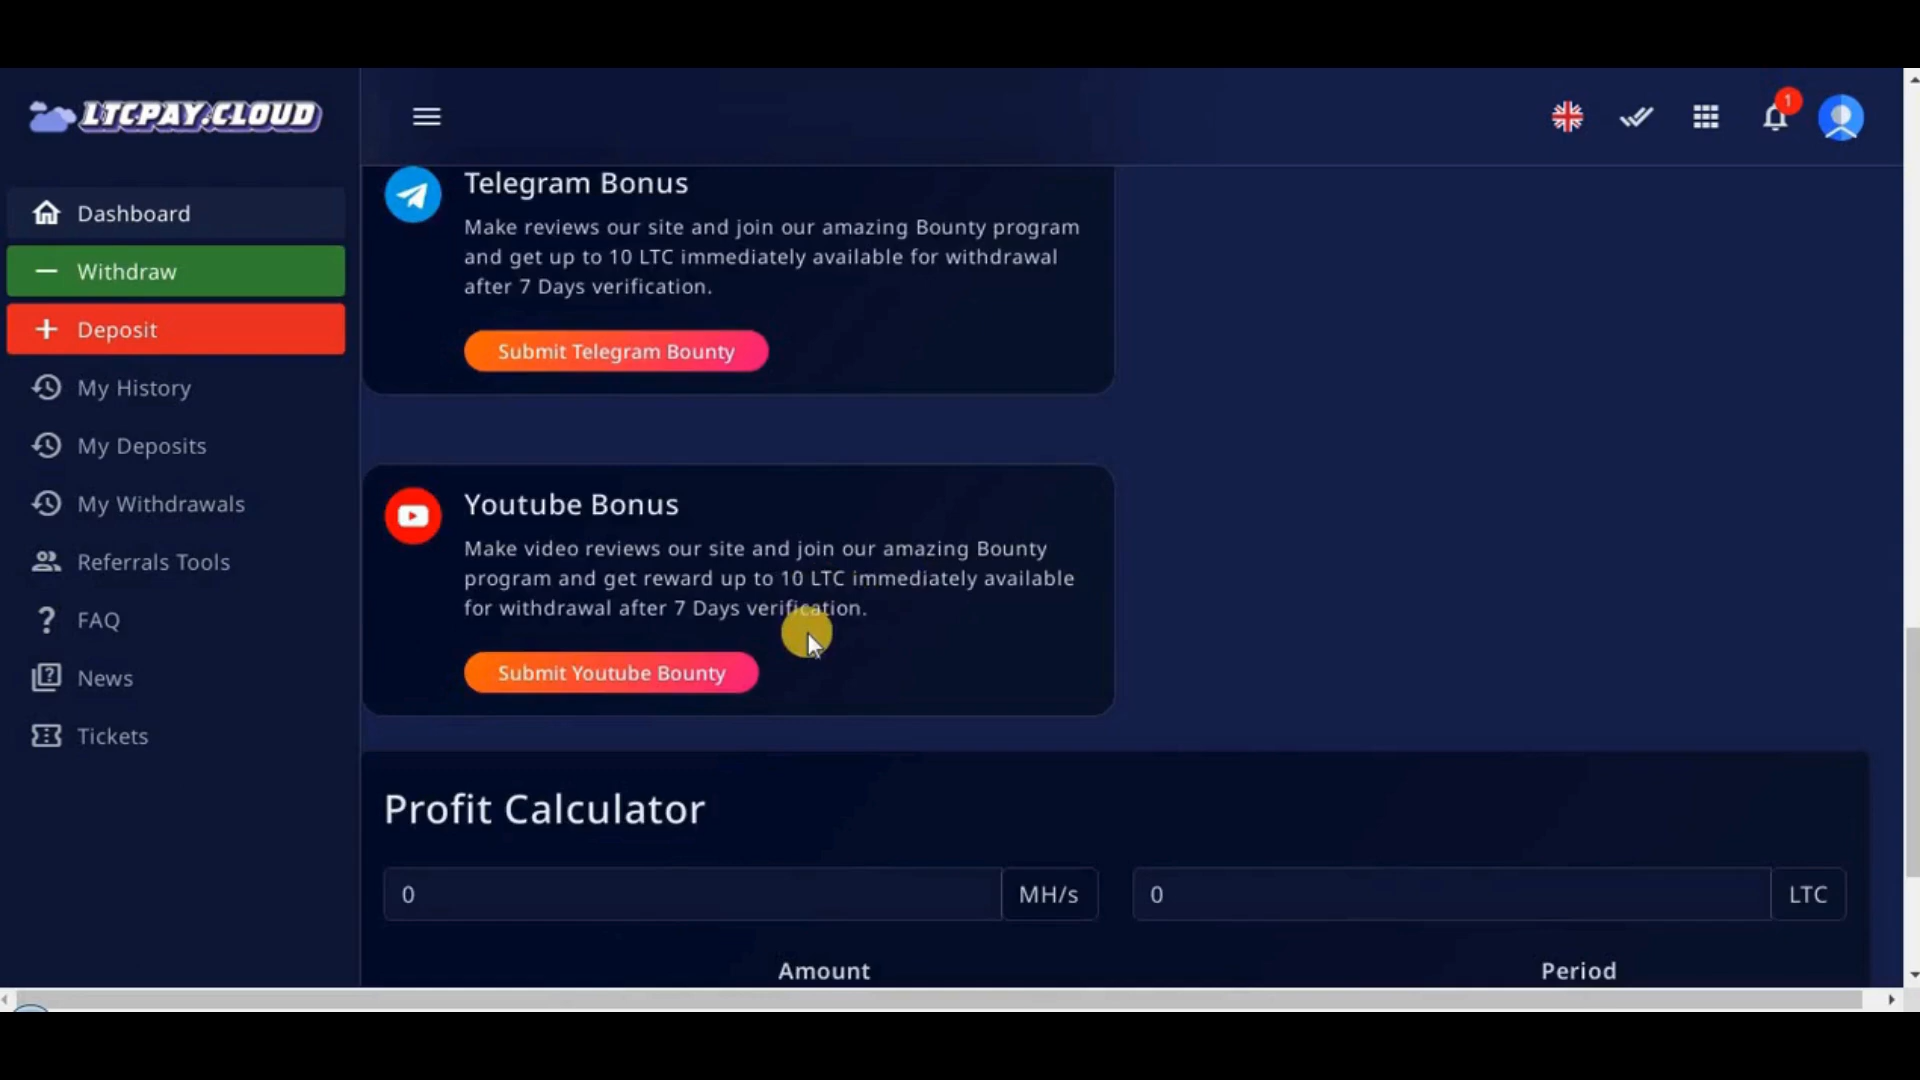 LTCPAY.CLOUD
1
Dashboard
Withdraw
Deposit
My History
My Deposits
My Withdrawals
Referrals Tools
FAQ
News
Tickets
Telegram Bonus
Make reviews our site and join our amazing Bounty program
and get up to 10 LTC immediately available for withdrawal
after 7 Days verification.
Submit Telegram Bounty
Youtube Bonus
Make video reviews our site and join our amazing Bounty
program and get reward up to 10 LTC immediately available
for withdrawal after 7 Days verification.
Submit Youtube Bounty
Profit Calculator
0 MH/s 0 LTC
Amount Period